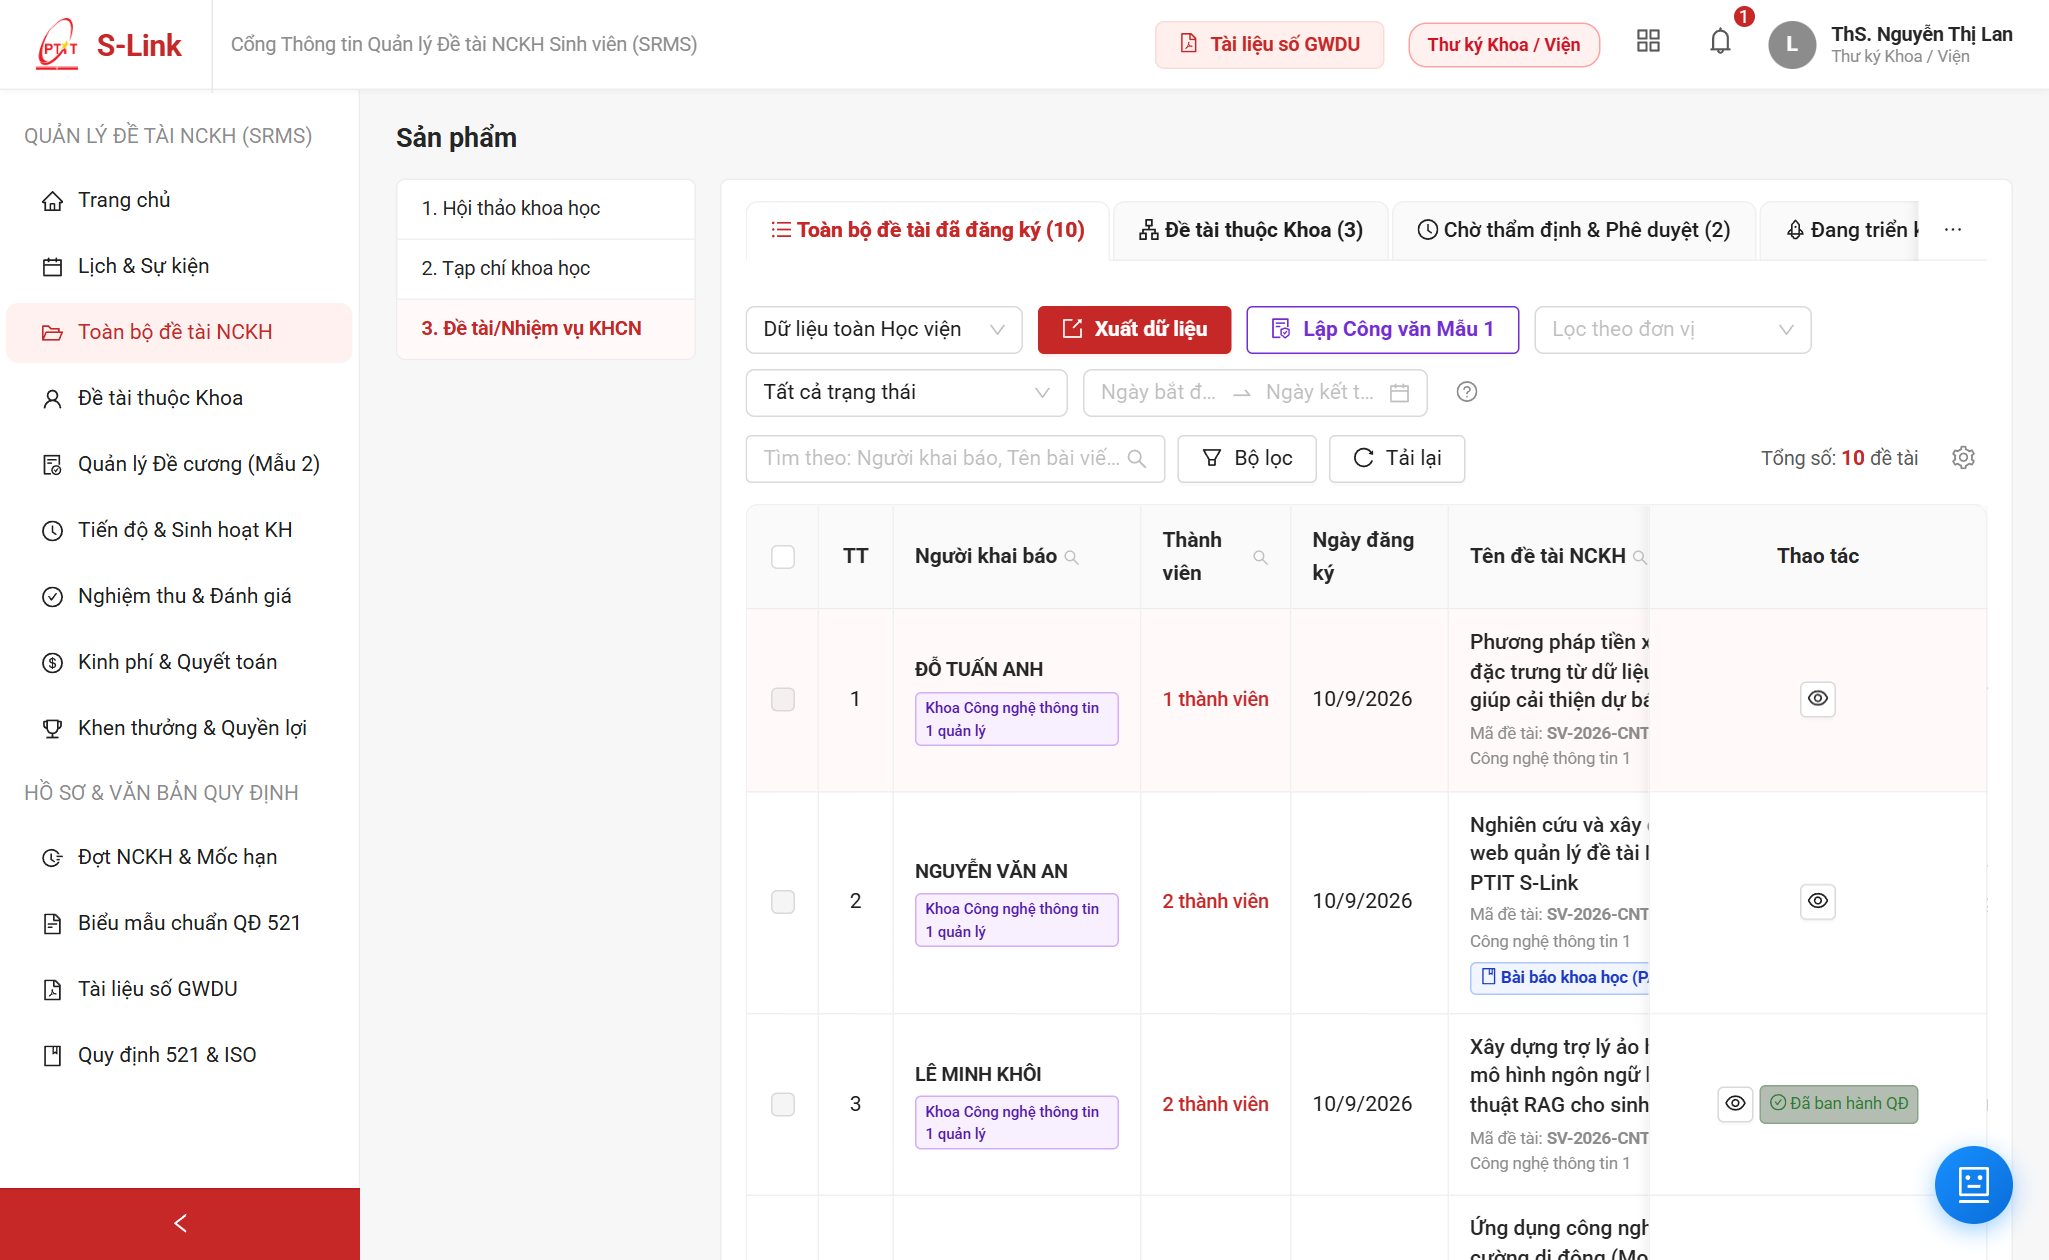 PTIT S-Link
Cổng Thông tin Quản lý Đề tài NCKH Sinh viên (SRMS)
Tài liệu số GWDU
Thư ký Khoa / Viện
1
L
ThS. Nguyễn Thị Lan
Thư ký Khoa / Viện
QUẢN LÝ ĐỀ TÀI NCKH (SRMS)
Trang chủ
Lịch & Sự kiện
Toàn bộ đề tài NCKH
Đề tài thuộc Khoa
Quản lý Đề cương (Mẫu 2)
Tiến độ & Sinh hoạt KH
Nghiệm thu & Đánh giá
Kinh phí & Quyết toán
Khen thưởng & Quyền lợi
HỒ SƠ & VĂN BẢN QUY ĐỊNH
Đợt NCKH & Mốc hạn
Biểu mẫu chuẩn QĐ 521
Tài liệu số GWDU
Quy định 521 & ISO
Sản phẩm
1. Hội thảo khoa học
2. Tạp chí khoa học
3. Đề tài/Nhiệm vụ KHCN
Toàn bộ đề tài đã đăng ký (10)
Đề tài thuộc Khoa (3)
Chờ thẩm định & Phê duyệt (2)
Đang triển
Dữ liệu toàn Học viện
Xuất dữ liệu
Lập Công văn Mẫu 1
Lọc theo đơn vị
Tất cả trạng thái
Ngày bắt đ...
Ngày kết t...
Tìm theo: Người khai báo, Tên bài viế...
Bộ lọc
Tải lại
Tổng số: 10 đề tài
TT
Người khai báo
Thành viên
Ngày đăng ký
Tên đề tài NCKH
Thao tác
1
ĐỖ TUẤN ANH
Khoa Công nghệ thông tin
1 quản lý
1 thành viên
10/9/2026
Phương pháp tiền
đặc trưng từ dữ liệu
giúp cải thiện dự bá
Mã đề tài: SV-2026-CNT
Công nghệ thông tin 1
2
NGUYỄN VĂN AN
Khoa Công nghệ thông tin
1 quản lý
2 thành viên
10/9/2026
Nghiên cứu và xây
web quản lý đề tài
PTIT S-Link
Mã đề tài: SV-2026-CNT
Công nghệ thông tin 1
Bài báo khoa học (P
3
LÊ MINH KHÔI
Khoa Công nghệ thông tin
1 quản lý
2 thành viên
10/9/2026
Xây dựng trợ lý ảo
mô hình ngôn ngữ
thuật RAG cho sinh
Mã đề tài: SV-2026-CNT
Công nghệ thông tin 1
Đã ban hành QĐ
Ứng dụng công ngh
cường di động (Mo